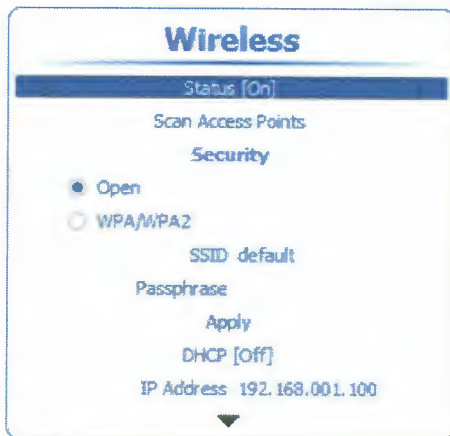 Wireless
Status [On]
Scan Access Points
Security
Open
WPA/WPA2
SSID default
Passphrase
Apply
DHCP [Off]
IP Address 192.168.001.100